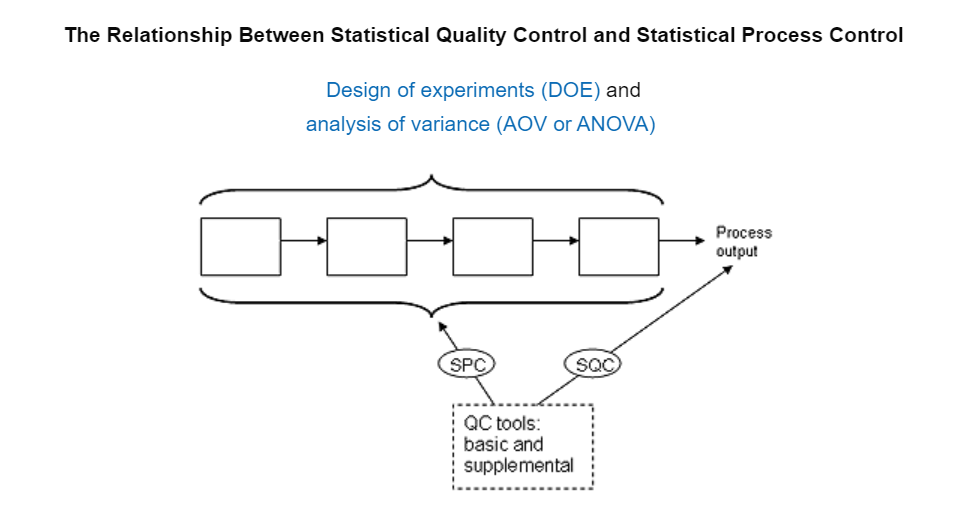 The Relationship Between Statistical Quality Control and Statistical Process Control
Design of experiments (DOE) and
analysis of variance (AOV or ANOVA)
Process
output
SPC
SQC
QC tools:
basic and
supplemental